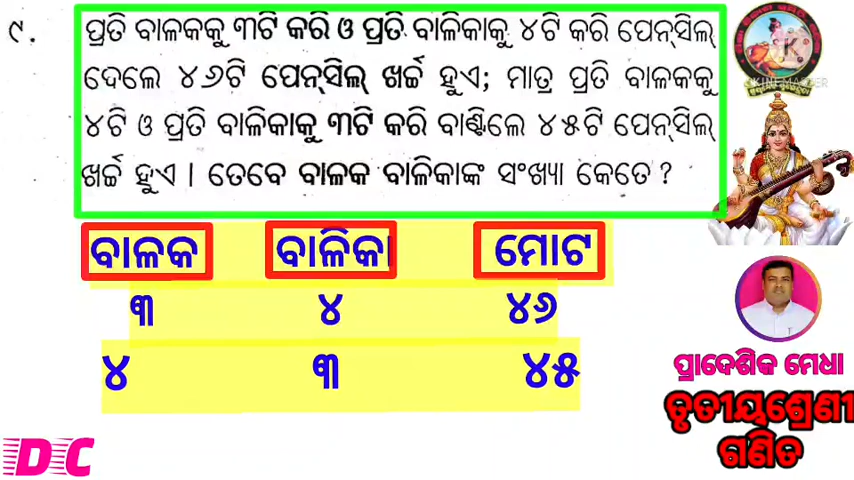 ୯. ପ୍ରତି ବାଳକକୁ ୩ଟି କରି ଓ ପ୍ରତି ବାଳିକାକୁ ୪ଟି କରି ପେନ୍‌ସିଲ୍
ଦେଲେ ୪୬ଟି ପେନ୍‌ସିଲ୍ ଖର୍ଚ୍ଚ ହୁଏ; ମାତ୍ର ପ୍ରତି ବାଳକକୁ
୪ଟି ଓ ପ୍ରତି ବାଳିକାକୁ ୩ଟି କରି ବାଣ୍ଟିଲେ ୪୫ଟି ପେନ୍‌ସିଲ୍
ଖର୍ଚ୍ଚ ହୁଏ । ତେବେ ବାଳକ ବାଳିକାଙ୍କ ସଂଖ୍ୟା କେତେ ?
ବାଳକ ବାଳିକା ମୋଟ
୩ ୪ ୪୬
୪ ୩ ୪୫
ପ୍ରାଦେଶିକ ମେଧା
ତୃତୀୟଶ୍ରେଣୀ
ଗଣିତ
DC